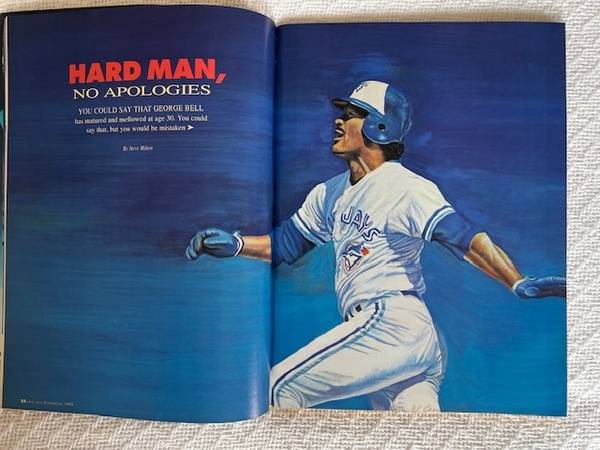 HARD MAN,
NO APOLOGIES
YOU COULD SAY THAT GEORGE BELL
has matured and mellowed at age 30. You could
say that, but you would be mistaken ➤
By Steve Milton
JAYS